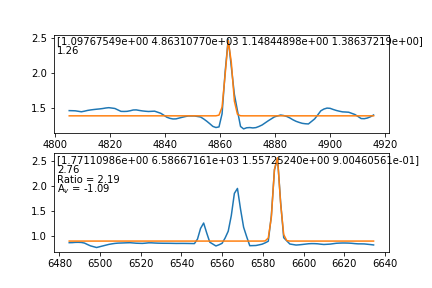 [1.09767549e+00 4.86310770e+03 1.14844898e+00 1.38637219e+00]
1.26
2.5
2.0
1.5
4800 4820 4840 4860 4880 4900 4920
[1.77110986e+00 6.58667161e+03 1.55725240e+00 9.00460561e-01]
2.76
Ratio = 2.19
Av = -1.09
2.5
2.0
1.5
1.0
6480 6500 6520 6540 6560 6580 6600 6620 6640